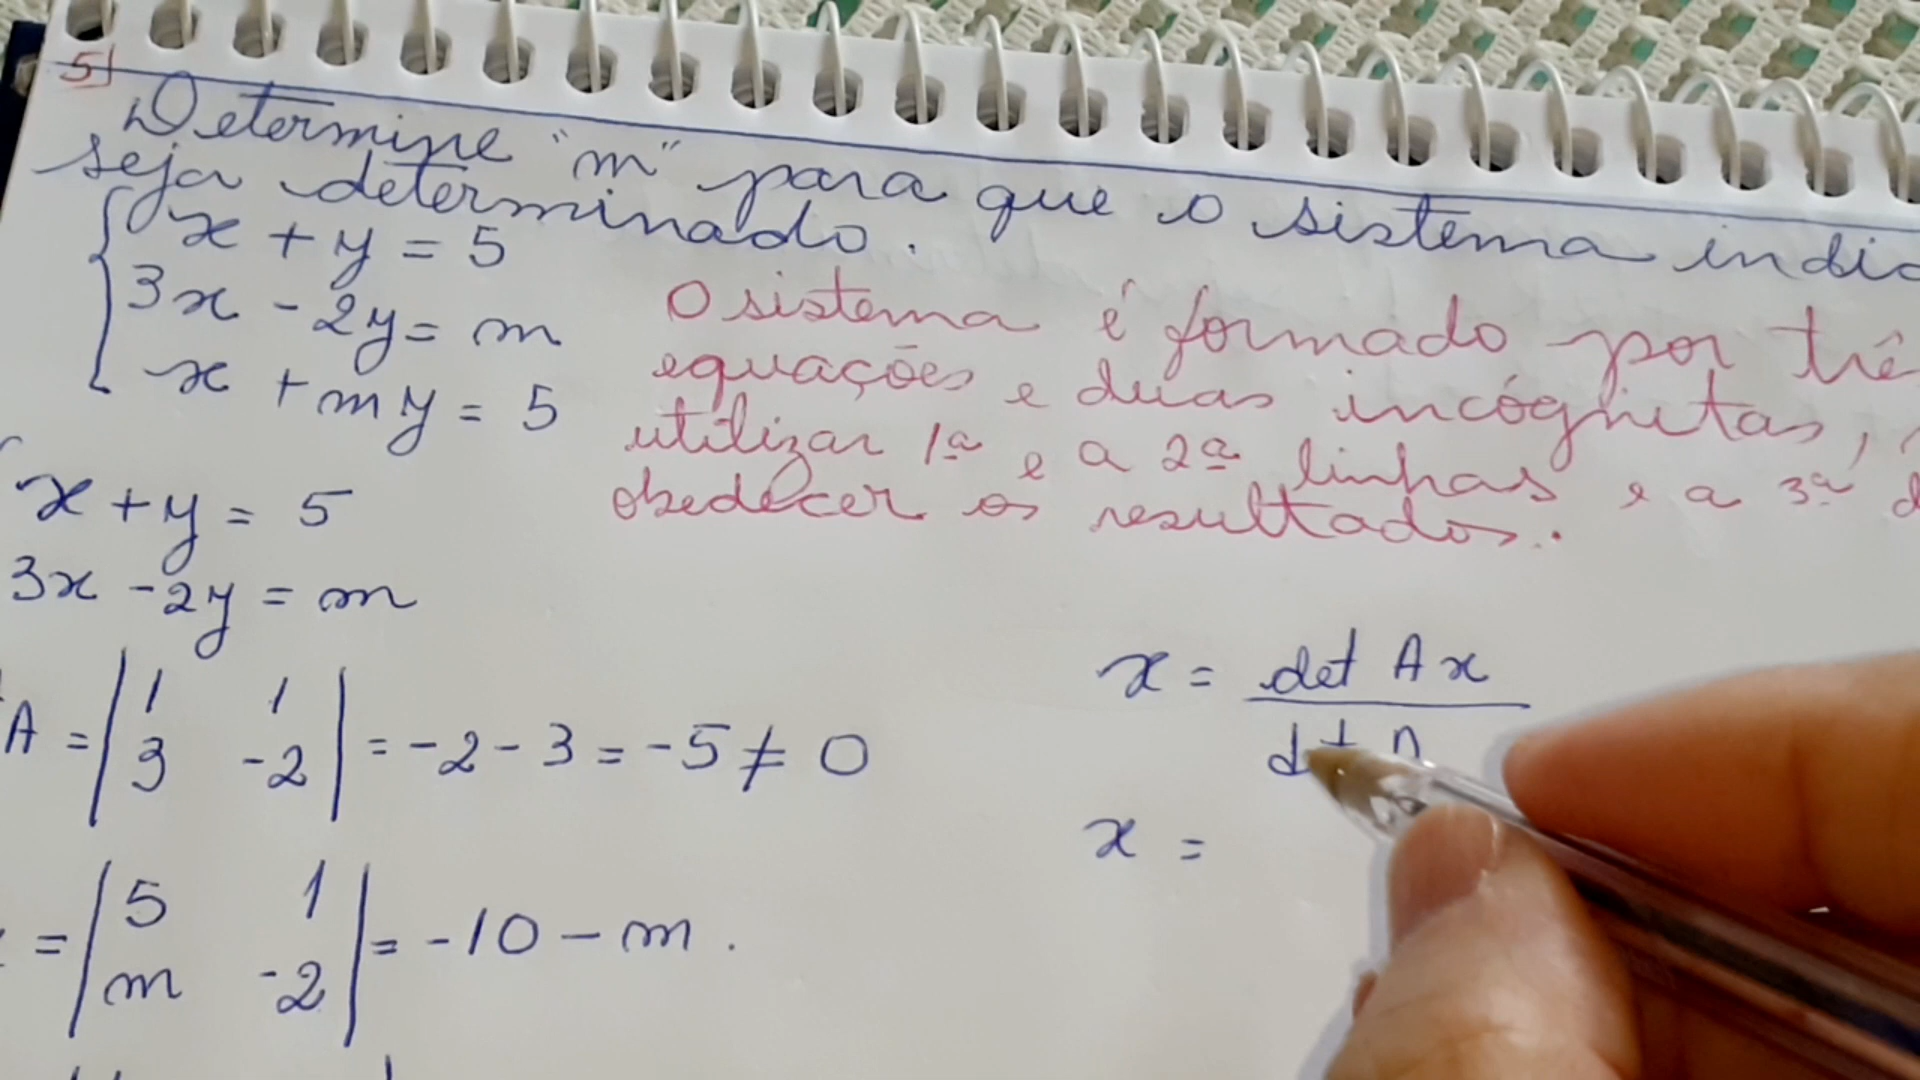 5)
Determine "m" para que o sistema
seja determinado.
x + y = 5
3x - 2y = m
x + my = 5
O sistema é formado por
equações e duas incógnitas,
utilizar 1ª e a 2ª linhas e a 3ª
obedecer os resultados.
x + y = 5
3x - 2y = m
A = | 1 1 | = -2 - 3 = -5 ≠ 0
| 3 -2 |
= | 5 1 | = -10 - m.
| m -2 |
x = det Ax
x =